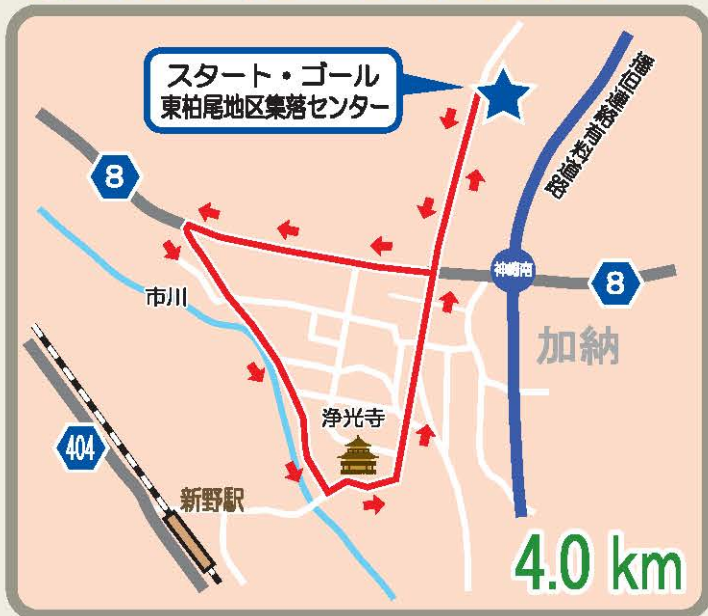 スタート・ゴール
東柏尾地区集落センター
播但連絡有料道路
8
神崎南
8
市川
加納
浄光寺
404
新野駅
4.0 km